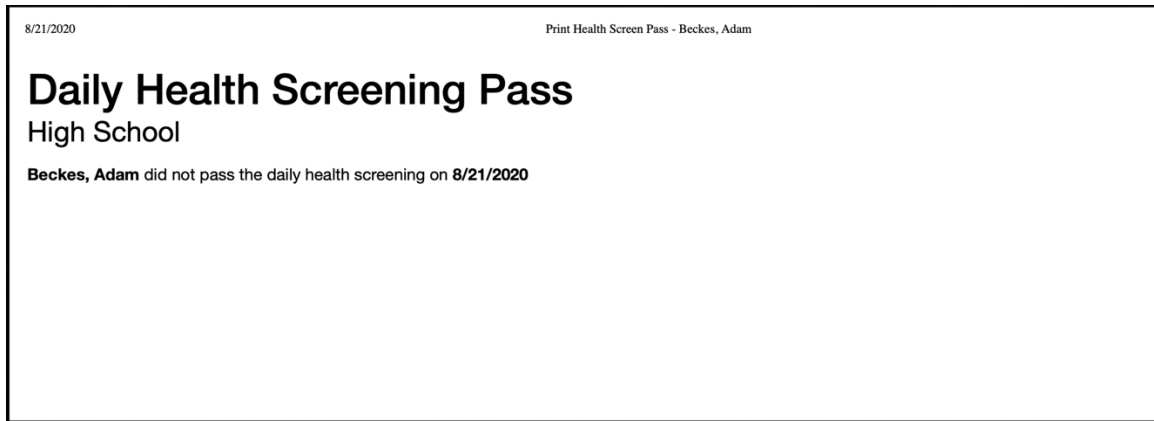 8/21/2020 Print Health Screen Pass - Beckes, Adam
Daily Health Screening Pass
High School
Beckes, Adam did not pass the daily health screening on 8/21/2020